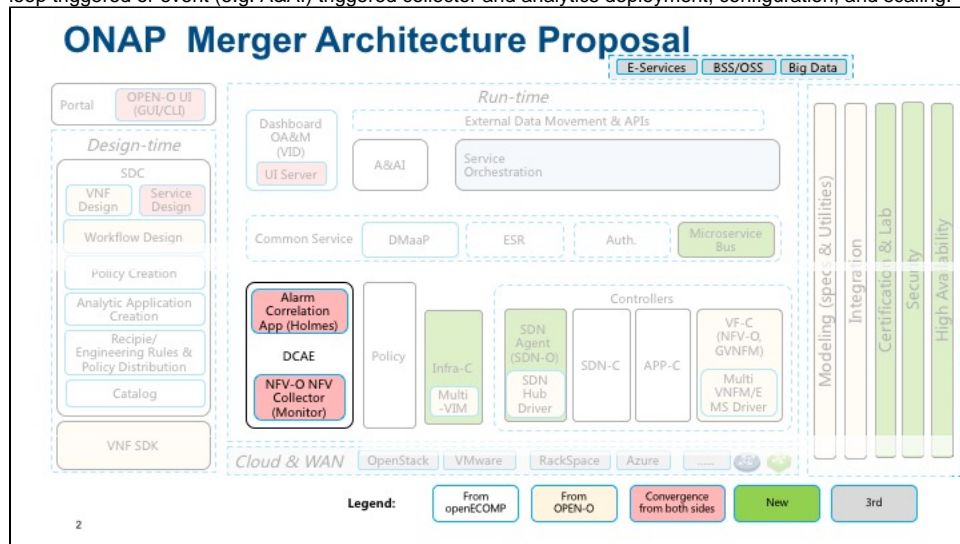 loop triggered or event (e.g. A&AI) triggered collector and analytics deployment, configuration, and scaling.
ONAP Merger Architecture Proposal
E-Services
BSS/OSS
Big Data
Portal
OPEN-O UI
(GUI/CLI)
Design-time
SDC
VNF
Design
Service
Design
Workflow Design
Policy Creation
Analytic Application
Creation
Recipie/
Engineering Rules &
Policy Distribution
Catalog
VNF SDK
Run-time
Dashboard
OA&M
(VID)
UI Server
External Data Movement & APIs
A&AI
Service
Orchestration
Common Service
DMaaP
ESR
Auth.
Microservice
Bus
Alarm
Correlation
App (Holmes)
DCAE
NFV-O NFV
Collector
(Monitor)
Policy
Infra-C
Multi
-VIM
Controllers
SDN
Agent
(SDN-O)
SDN
Hub
Driver
SDN-C
APP-C
VF-C
(NFV-O,
GVNFM)
Multi
VNFM/E
MS Driver
Cloud & WAN
OpenStack
VMware
RackSpace
Azure
......
Modeling (specs & Utilities)
Integration
Certification & Lab
Security
High Availability
Legend:
From
openECOMP
From
OPEN-O
Convergence
from both sides
New
3rd
2